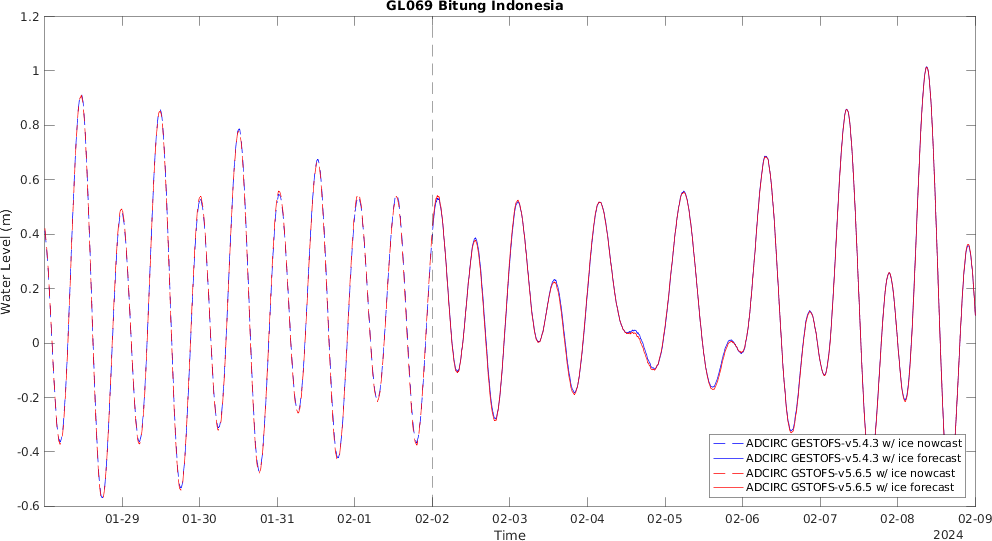 GL069 Bitung Indonesia
1.2
1
0.8
0.6
0.4
0.2
0
-0.2
-0.4
-0.6
Water Level (m)
ADCIRC GESTOFS-v5.4.3 w/ ice nowcast
ADCIRC GESTOFS-v5.4.3 w/ ice forecast
ADCIRC GSTOFS-v5.6.5 w/ ice nowcast
ADCIRC GSTOFS-v5.6.5 w/ ice forecast
01-29 01-30 01-31 02-01 02-02 02-03 02-04 02-05 02-06 02-07 02-08 02-09
Time
2024